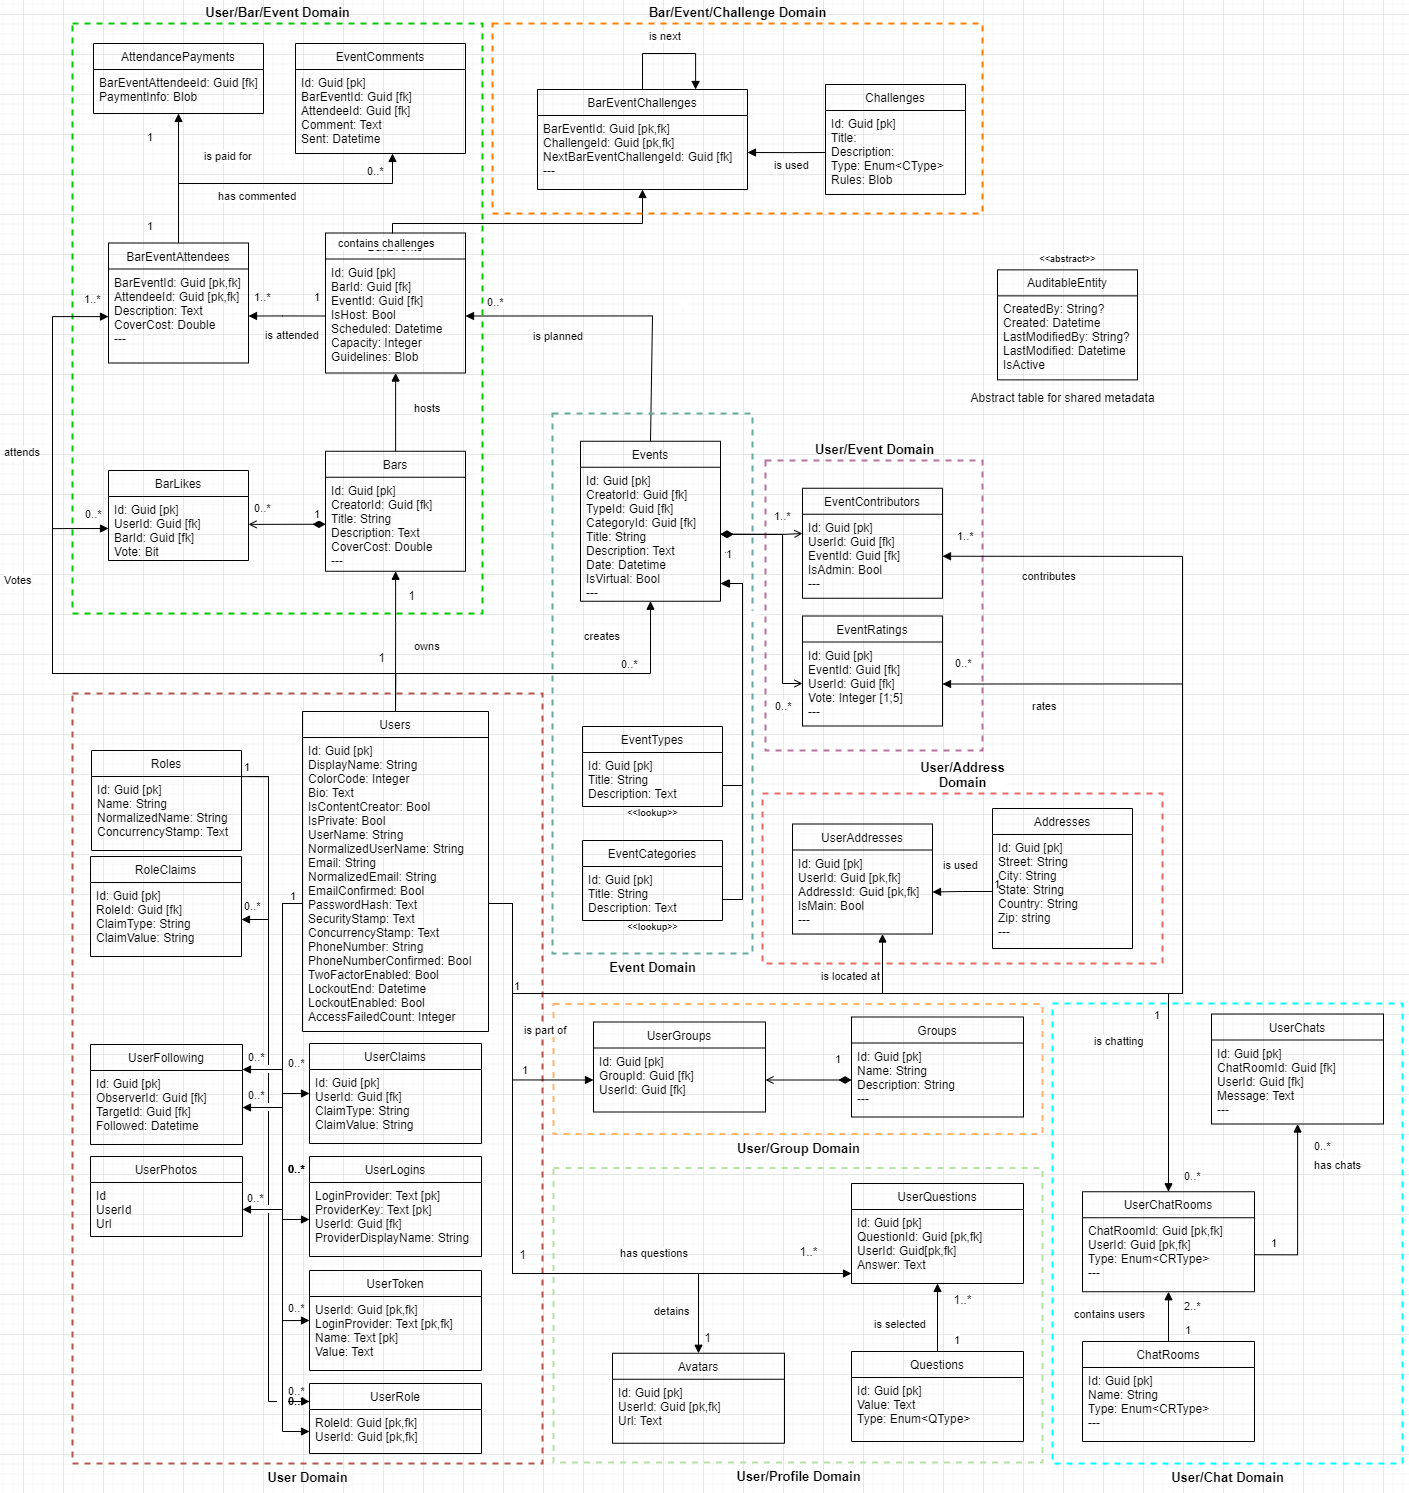 User/Bar/Event Domain
AttendancePayments
BarEventAttendeeId: Guid [fk]
PaymentInfo: Blob
EventComments
Id: Guid [pk]
BarEventId: Guid [fk]
AttendeeId: Guid [fk]
Comment: Text
Sent: Datetime
1
is paid for
0..*
has commented
1
BarEventAttendees
BarEventId: Guid [pk,fk]
AttendeeId: Guid [pk,fk]
Description: Text
CoverCost: Double
---
1..*
1..*
1
is attended
contains challenges
Id: Guid [pk]
BarId: Guid [fk]
EventId: Guid [fk]
IsHost: Bool
Scheduled: Datetime
Capacity: Integer
Guidelines: Blob
0..*
is planned
hosts
attends
BarLikes
Id: Guid [pk]
UserId: Guid [fk]
BarId: Guid [fk]
Vote: Bit
0..*
0..*
1
Bars
Id: Guid [pk]
CreatorId: Guid [fk]
Title: String
Description: Text
CoverCost: Double
---
Votes
1
owns
1
Bar/Event/Challenge Domain
is next
BarEventChallenges
BarEventId: Guid [pk,fk]
ChallengeId: Guid [pk,fk]
NextBarEventChallengeId: Guid [fk]
---
is used
Challenges
Id: Guid [pk]
Title:
Description:
Type: Enum<CType>
Rules: Blob
<<abstract>>
AuditableEntity
CreatedBy: String?
Created: Datetime
LastModifiedBy: String?
LastModified: Datetime
IsActive
Abstract table for shared metadata
Events
Id: Guid [pk]
CreatorId: Guid [fk]
TypeId: Guid [fk]
CategoryId: Guid [fk]
Title: String
Description: Text
Date: Datetime
IsVirtual: Bool
---
1
creates
0..*
EventTypes
Id: Guid [pk]
Title: String
Description: Text
<<lookup>>
EventCategories
Id: Guid [pk]
Title: String
Description: Text
<<lookup>>
Event Domain
User/Event Domain
1..*
EventContributors
Id: Guid [pk]
UserId: Guid [fk]
EventId: Guid [fk]
IsAdmin: Bool
---
1..*
contributes
EventRatings
Id: Guid [pk]
EventId: Guid [fk]
UserId: Guid [fk]
Vote: Integer [1;5]
---
0..*
0..*
rates
User/Address
Domain
UserAddresses
Id: Guid [pk]
UserId: Guid [pk,fk]
AddressId: Guid [pk,fk]
IsMain: Bool
---
is used
1
Addresses
Id: Guid [pk]
Street: String
City: String
State: String
Country: String
Zip: string
---
is located at
Users
Id: Guid [pk]
DisplayName: String
ColorCode: Integer
Bio: Text
IsContentCreator: Bool
IsPrivate: Bool
UserName: String
NormalizedUserName: String
Email: String
NormalizedEmail: String
EmailConfirmed: Bool
PasswordHash: Text
SecurityStamp: Text
ConcurrencyStamp: Text
PhoneNumber: String
PhoneNumberConfirmed: Bool
TwoFactorEnabled: Bool
LockoutEnd: Datetime
LockoutEnabled: Bool
AccessFailedCount: Integer
Roles
Id: Guid [pk]
Name: String
NormalizedName: String
ConcurrencyStamp: Text
1
RoleClaims
Id: Guid [pk]
RoleId: Guid [fk]
ClaimType: String
ClaimValue: String
0..*
1
1
UserFollowing
Id: Guid [pk]
ObserverId: Guid [fk]
TargetId: Guid [fk]
Followed: Datetime
0..*
0..*
0..*
UserClaims
Id: Guid [pk]
UserId: Guid [fk]
ClaimType: String
ClaimValue: String
UserPhotos
Id
UserId
Url
0..*
0..*
UserLogins
LoginProvider: Text [pk]
ProviderKey: Text [pk]
UserId: Guid [fk]
ProviderDisplayName: String
UserToken
UserId: Guid [pk,fk]
LoginProvider: Text [pk,fk]
Name: Text [pk]
Value: Text
0..*
0..*
UserRole
RoleId: Guid [pk,fk]
UserId: Guid [pk,fk]
User Domain
is part of
1
UserGroups
Id: Guid [pk]
GroupId: Guid [fk]
UserId: Guid [fk]
1
Groups
Id: Guid [pk]
Name: String
Description: String
---
User/Group Domain
1
has questions
1..*
UserQuestions
Id: Guid [pk]
QuestionId: Guid [pk,fk]
UserId: Guid[pk,fk]
Answer: Text
detains
1
is selected
1..*
1
Avatars
Id: Guid [pk]
UserId: Guid [pk,fk]
Url: Text
Questions
Id: Guid [pk]
Value: Text
Type: Enum<QType>
User/Profile Domain
1
is chatting
UserChats
Id: Guid [pk]
ChatRoomId: Guid [fk]
UserId: Guid [fk]
Message: Text
---
0..*
has chats
0..*
UserChatRooms
ChatRoomId: Guid [pk,fk]
UserId: Guid [pk,fk]
Type: Enum<CRType>
---
1
contains users
2..*
1
ChatRooms
Id: Guid [pk]
Name: String
Type: Enum<CRType>
---
User/Chat Domain